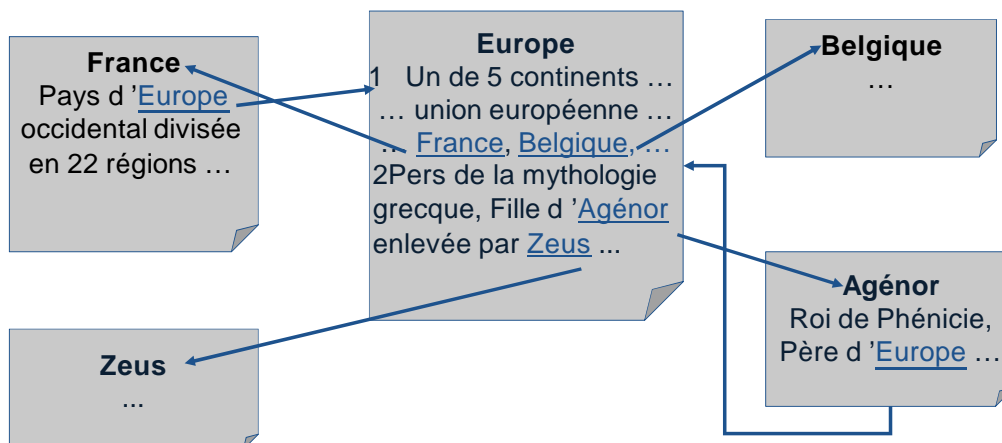 France
Pays d ’Europe
occidental divisée
en 22 régions …
Europe
1 Un de 5 continents …
… union européenne …
… France, Belgique, …
2Pers de la mythologie
grecque, Fille d ’Agénor
enlevée par Zeus ...
Belgique
…
Zeus
...
Agénor
Roi de Phénicie,
Père d ’Europe …